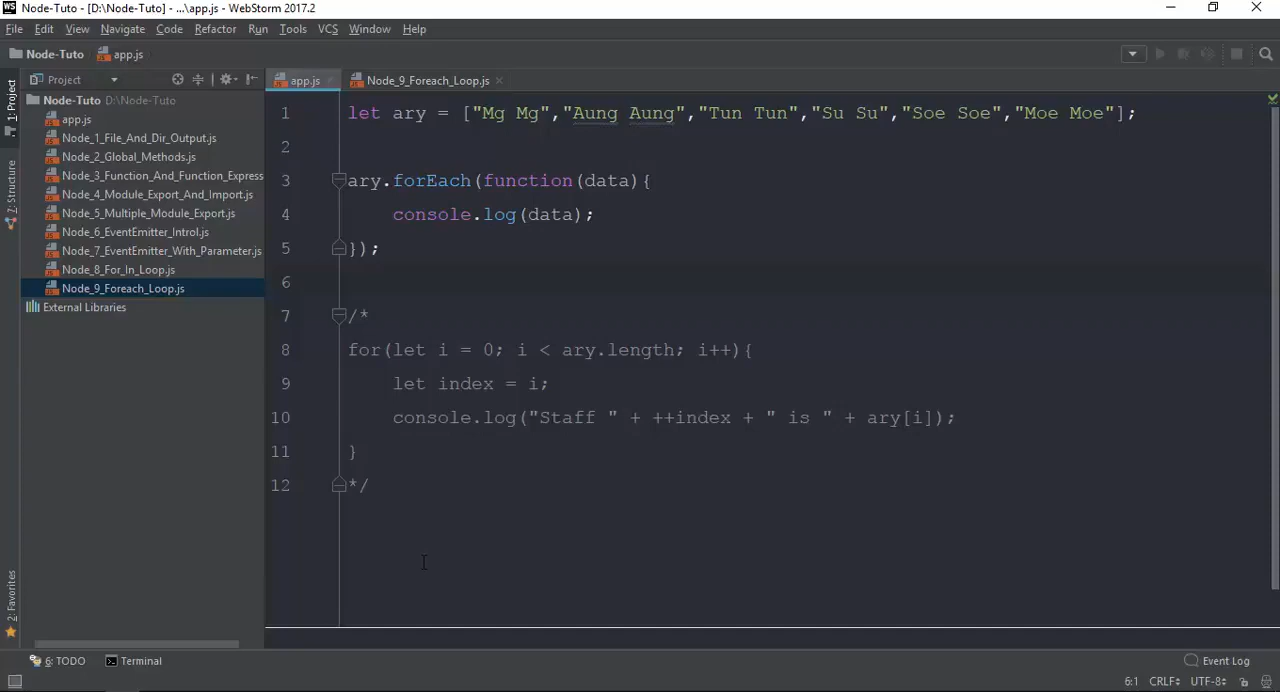 Node-Tuto - [D:\Node-Tuto] - ...\app.js - WebStorm 2017.2
File Edit View Navigate Code Refactor Run Tools VCS Window Help
Node-Tuto app.js
Project
app.js Node_9_Foreach_Loop.js
1: Project
Z: Structure
2: Favorites
Node-Tuto D:\Node-Tuto
app.js
Node_1_File_And_Dir_Output.js
Node_2_Global_Methods.js
Node_3_Function_And_Function_Express
Node_4_Module_Export_And_Import.js
Node_5_Multiple_Module_Export.js
Node_6_EventEmitter_Introl.js
Node_7_EventEmitter_With_Parameter.js
Node_8_For_In_Loop.js
Node_9_Foreach_Loop.js
External Libraries
1 let ary = ["Mg Mg","Aung Aung","Tun Tun","Su Su","Soe Soe","Moe Moe"];
2
3 ary.forEach(function(data){
4 console.log(data);
5 });
6
7 /*
8 for(let i = 0; i < ary.length; i++){
9 let index = i;
10 console.log("Staff " + ++index + " is " + ary[i]);
11 }
12 */
6: TODO Terminal Event Log
6:1 CRLF UTF-8